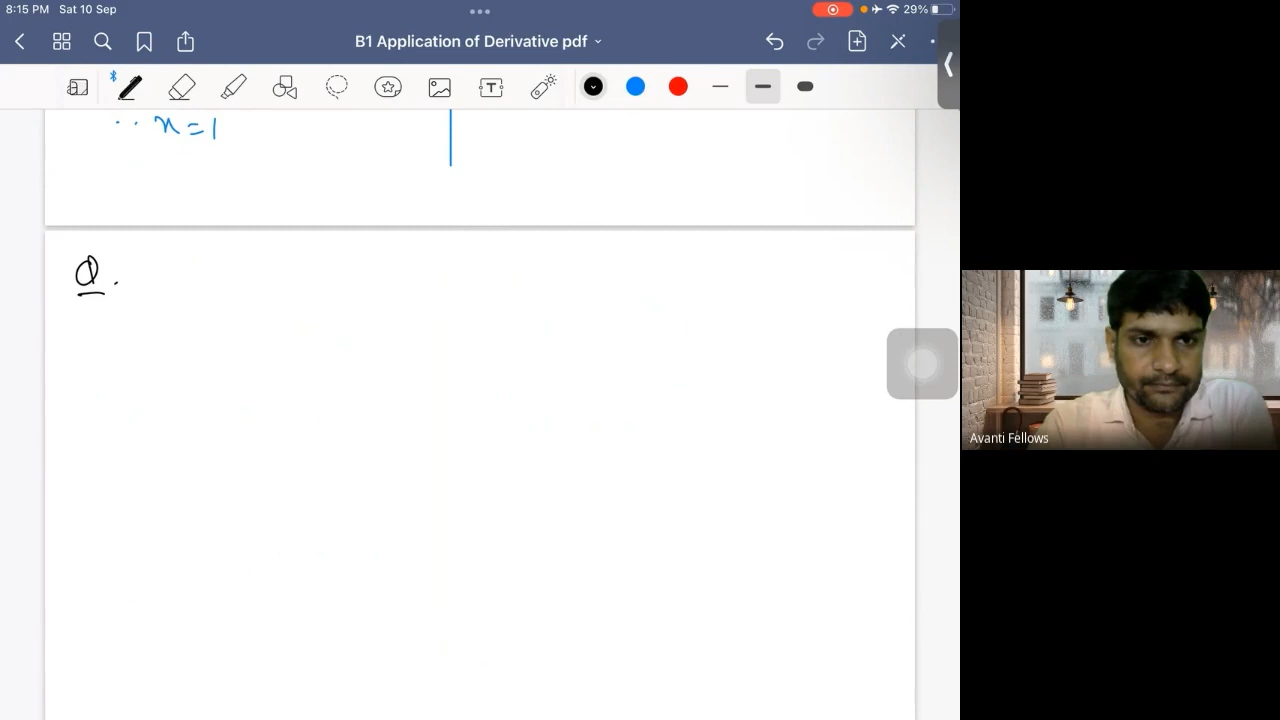 8:15 PM Sat 10 Sep
29%
B1 Application of Derivative pdf
T
∴ x=1
Q.
Avanti Fellows